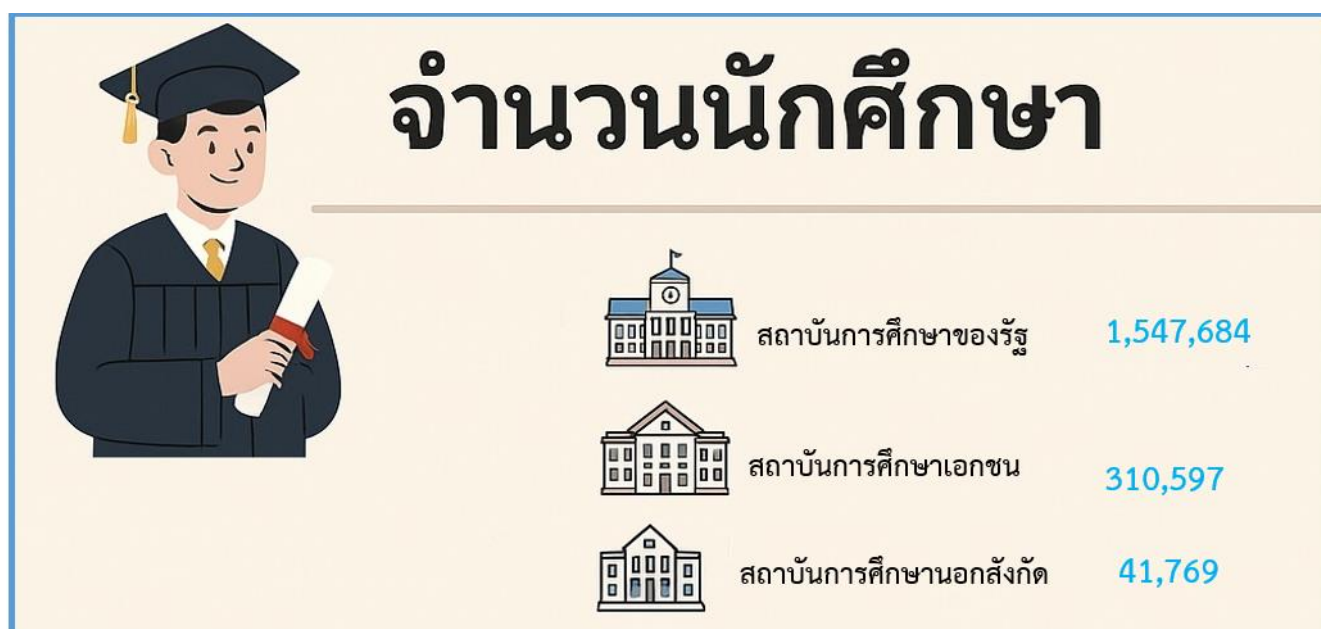 จำนวนนักศึกษา
สถาบันการศึกษาของรัฐ 1,547,684
สถาบันการศึกษาเอกชน 310,597
สถาบันการศึกษานอกสังกัด 41,769